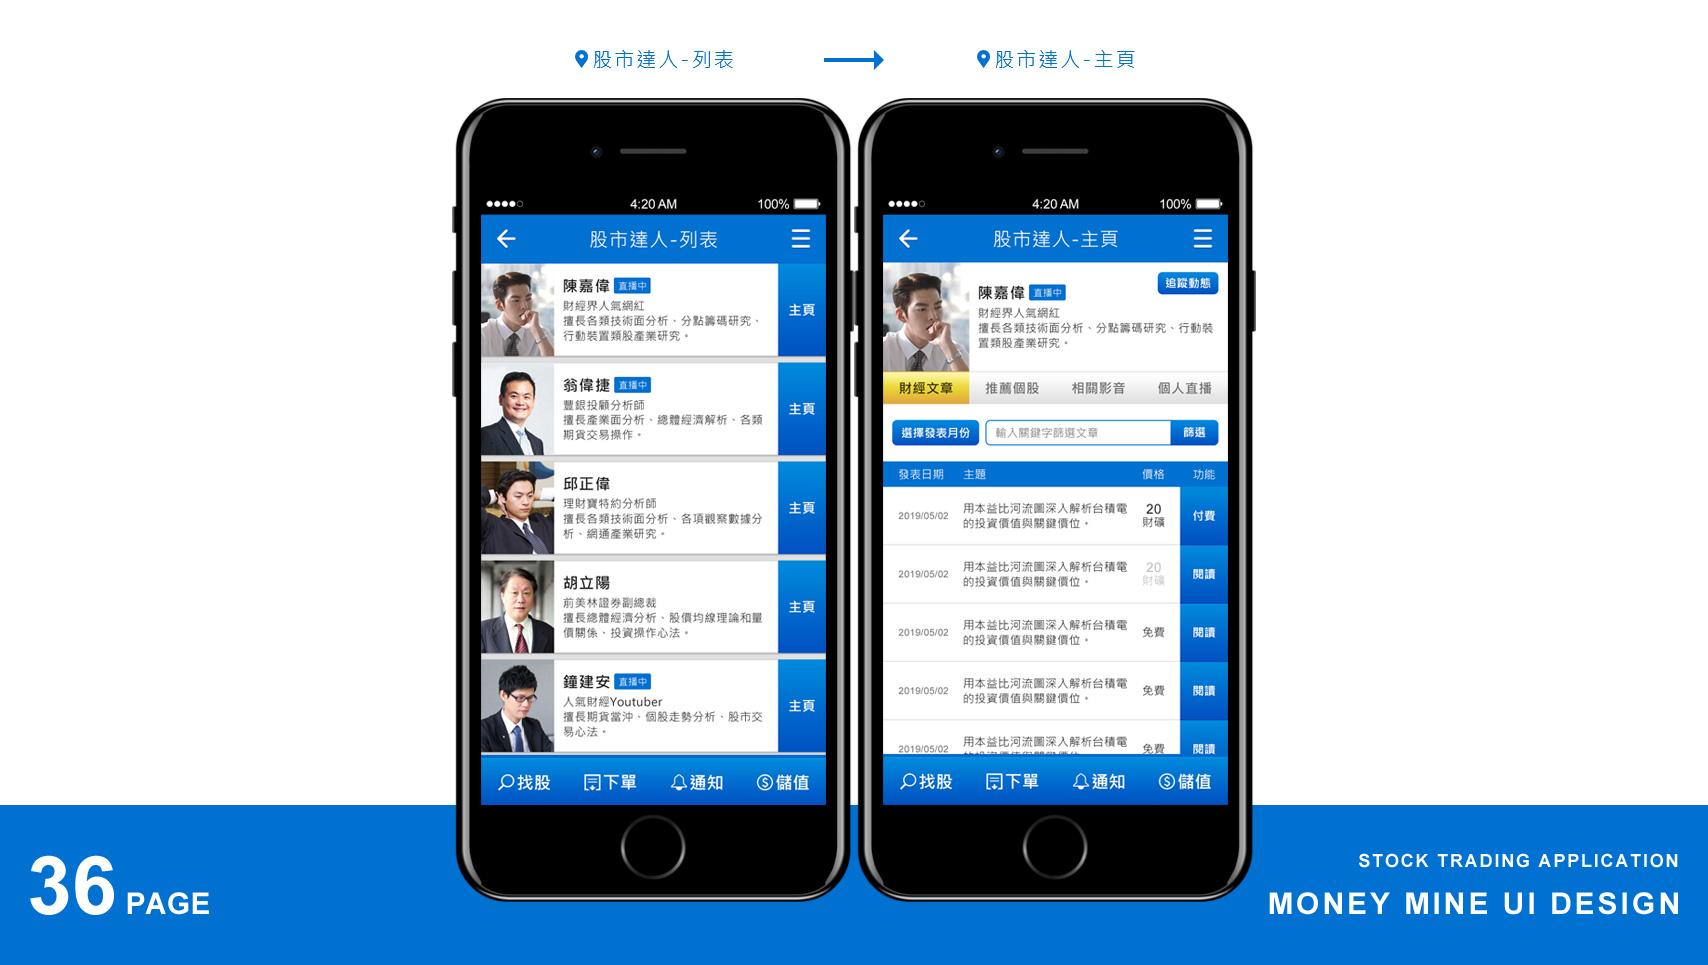 股市達人-列表
股市達人-主頁
4:20 AM
100%
股市達人-列表
陳嘉偉 直播中
財經界人氣網紅
擅長各類技術面分析、分點籌碼研究、
行動裝置類股產業研究。
主頁
翁偉捷 直播中
豐銀投顧分析師
擅長產業面分析、總體經濟解析、各類
期貨交易操作。
主頁
邱正偉
理財寶特約分析師
擅長各類技術面分析、各項觀察數據分
析、網通產業研究。
主頁
胡立陽
前美林證券副總裁
擅長總體經濟分析、股價均線理論和量
價關係、投資操作心法。
主頁
鐘建安 直播中
人氣財經Youtuber
擅長期貨當沖、個股走勢分析、股市交
易心法。
主頁
找股 下單 通知 儲值
4:20 AM
100%
股市達人-主頁
追蹤動態
陳嘉偉 直播中
財經界人氣網紅
擅長各類技術面分析、分點籌碼研究、行動裝
置類股產業研究。
財經文章 推薦個股 相關影音 個人直播
選擇發表月份 輸入關鍵字篩選文章 篩選
發表日期 主題 價格 功能
2019/05/02 用本益比河流圖深入解析台積電
的投資價值與關鍵價位。
20
財礦
付費
2019/05/02 用本益比河流圖深入解析台積電
的投資價值與關鍵價位。
20
財礦
閱讀
2019/05/02 用本益比河流圖深入解析台積電
的投資價值與關鍵價位。
免費 閱讀
2019/05/02 用本益比河流圖深入解析台積電
的投資價值與關鍵價位。
免費 閱讀
2019/05/02 用本益比河流圖深入解析台積電
的投資價值與關鍵價位
免費 閱讀
找股 下單 通知 儲值
36 PAGE
STOCK TRADING APPLICATION
MONEY MINE UI DESIGN